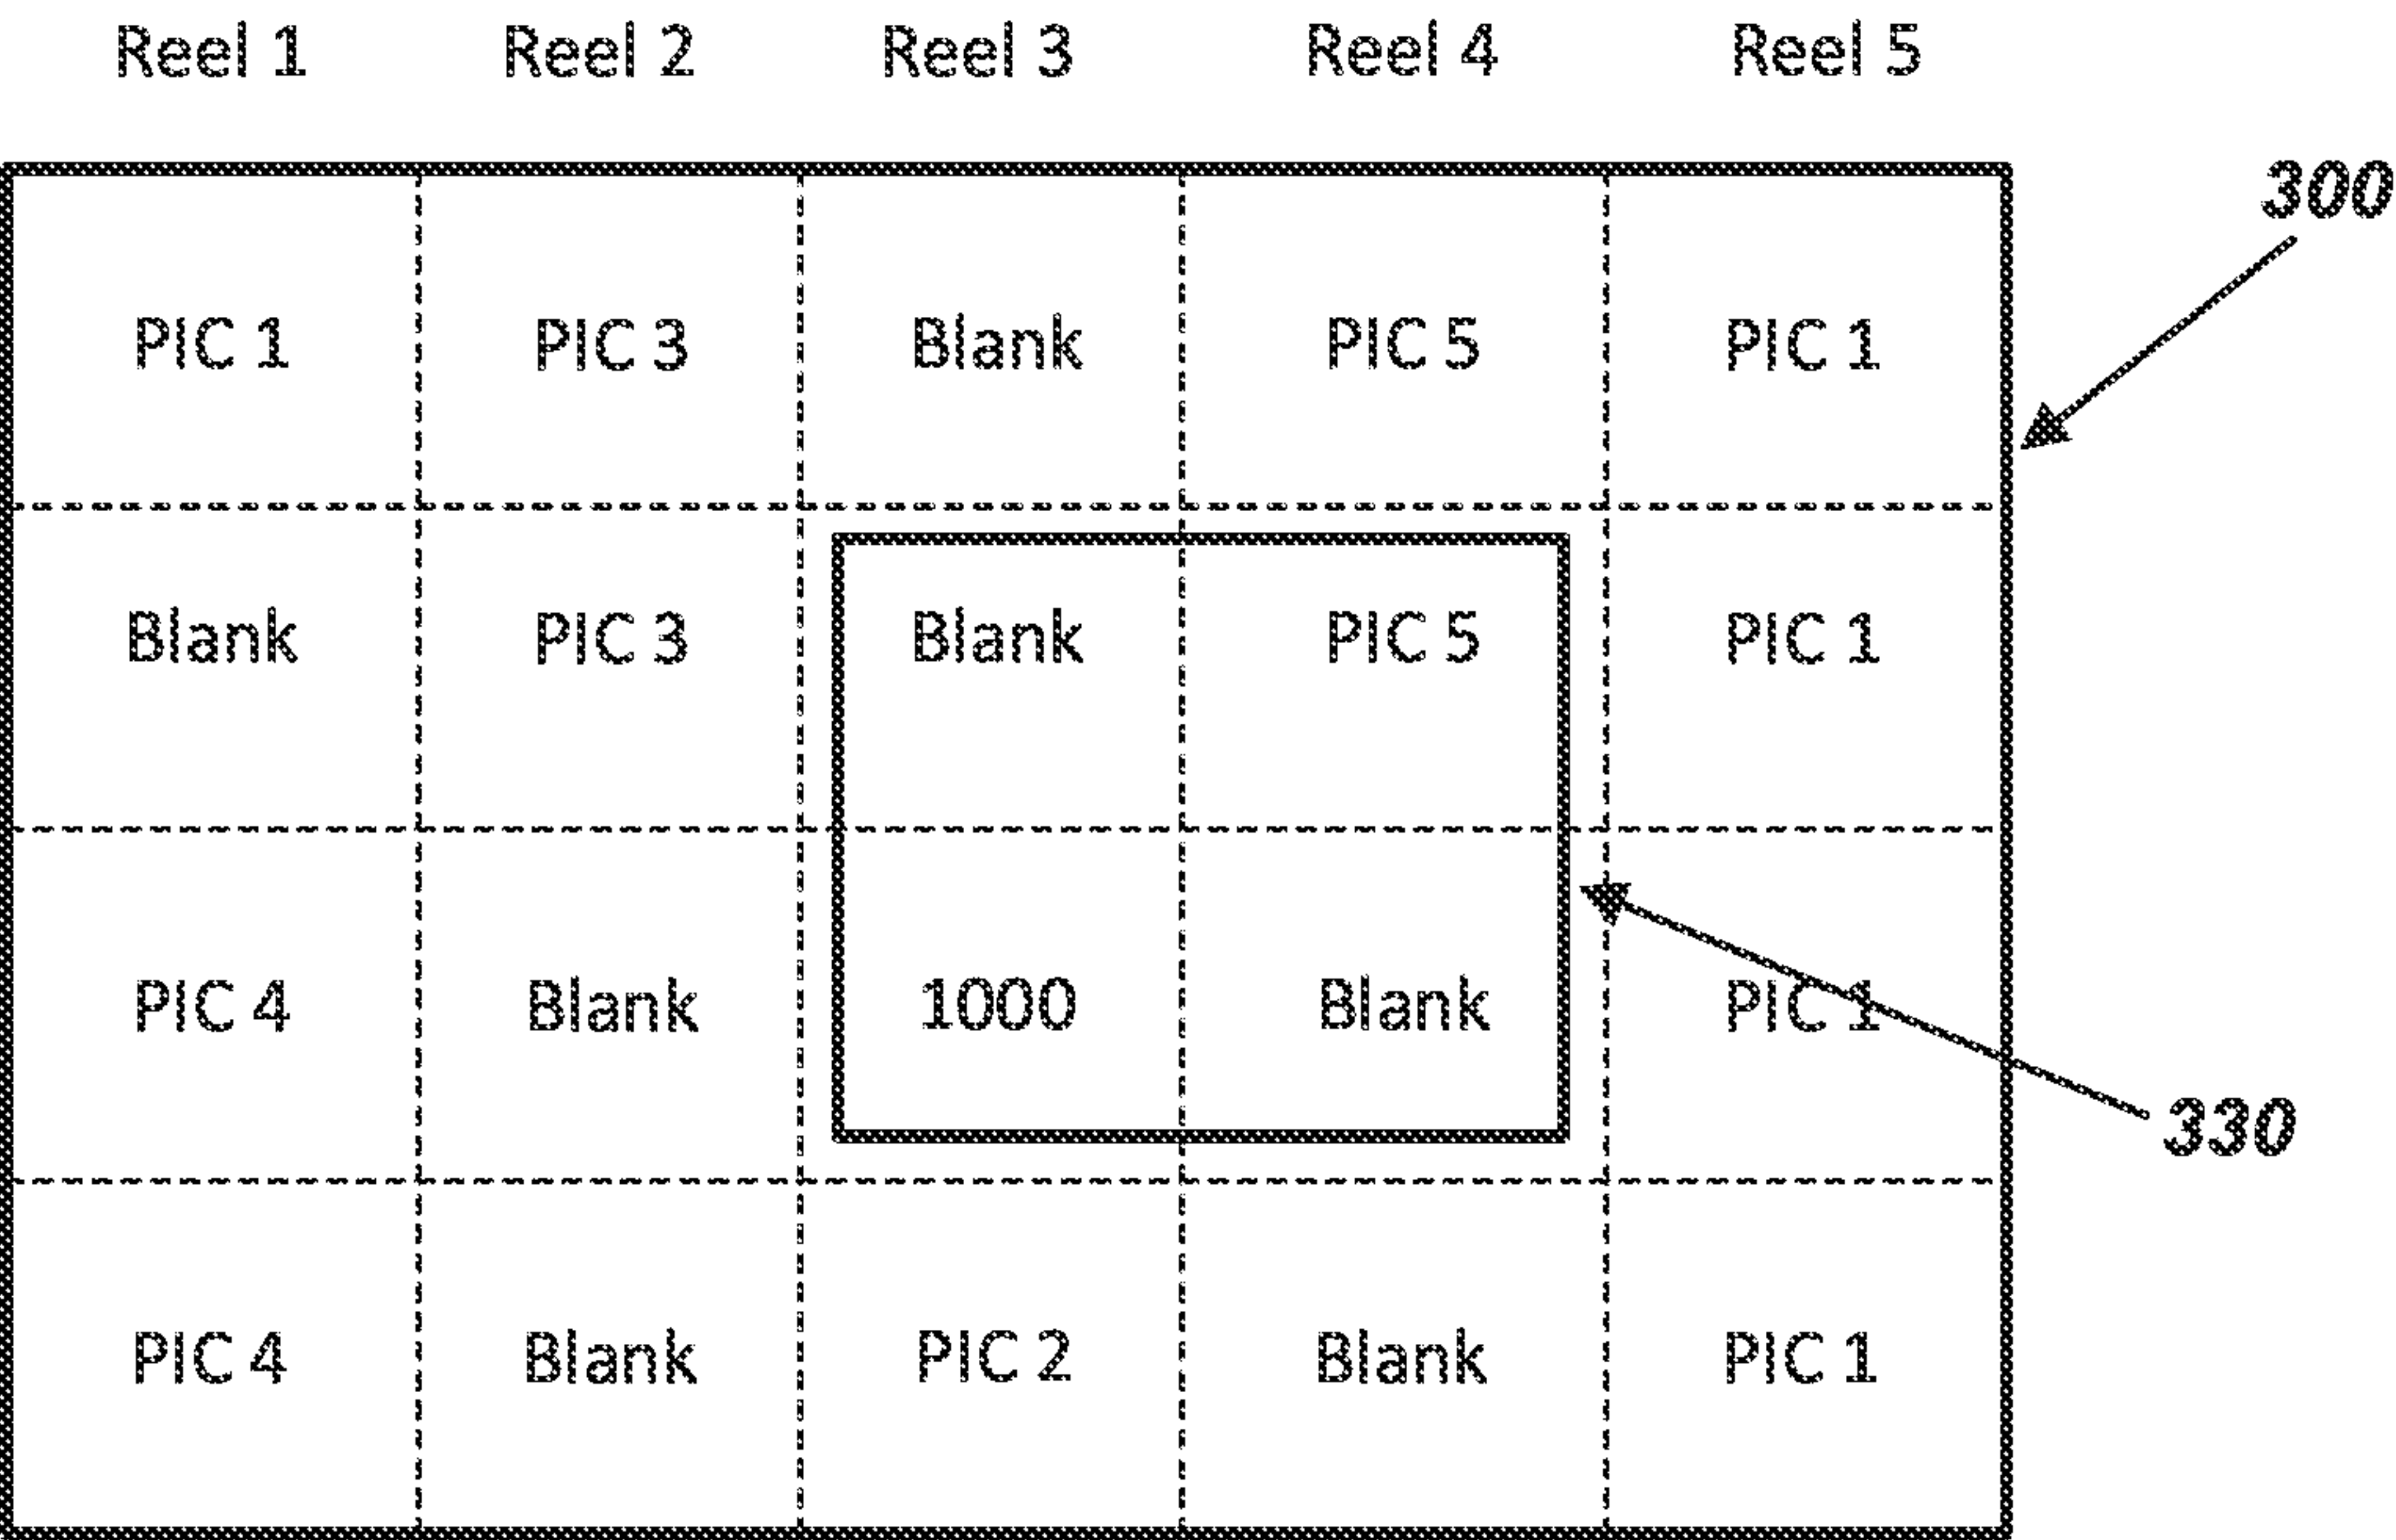 Reel 1 Reel 2 Reel 3 Reel 4 Reel 5
300
PIC 1 PIC 3 Blank PIC 5 PIC 1
Blank PIC 3 Blank PIC 5 PIC 1
PIC 4 Blank 1000 Blank PIC 1
330
PIC 4 Blank PIC 2 Blank PIC 1